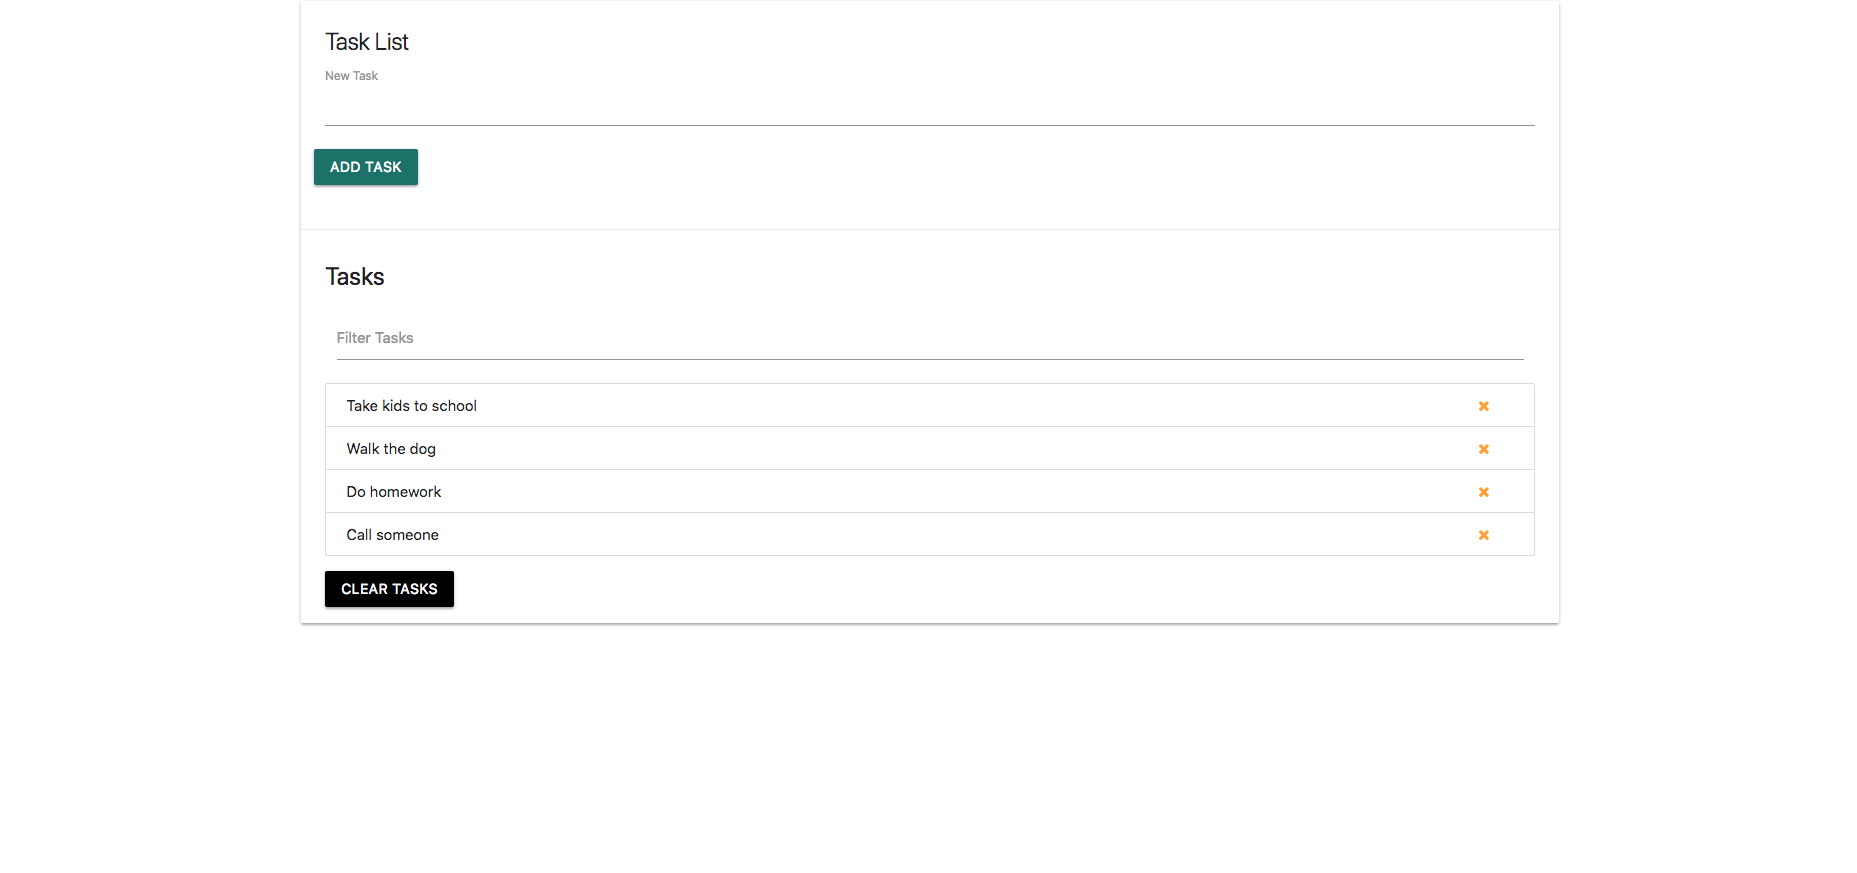 Task List
New Task
ADD TASK
Tasks
Filter Tasks
Take kids to school
Walk the dog
Do homework
Call someone
CLEAR TASKS